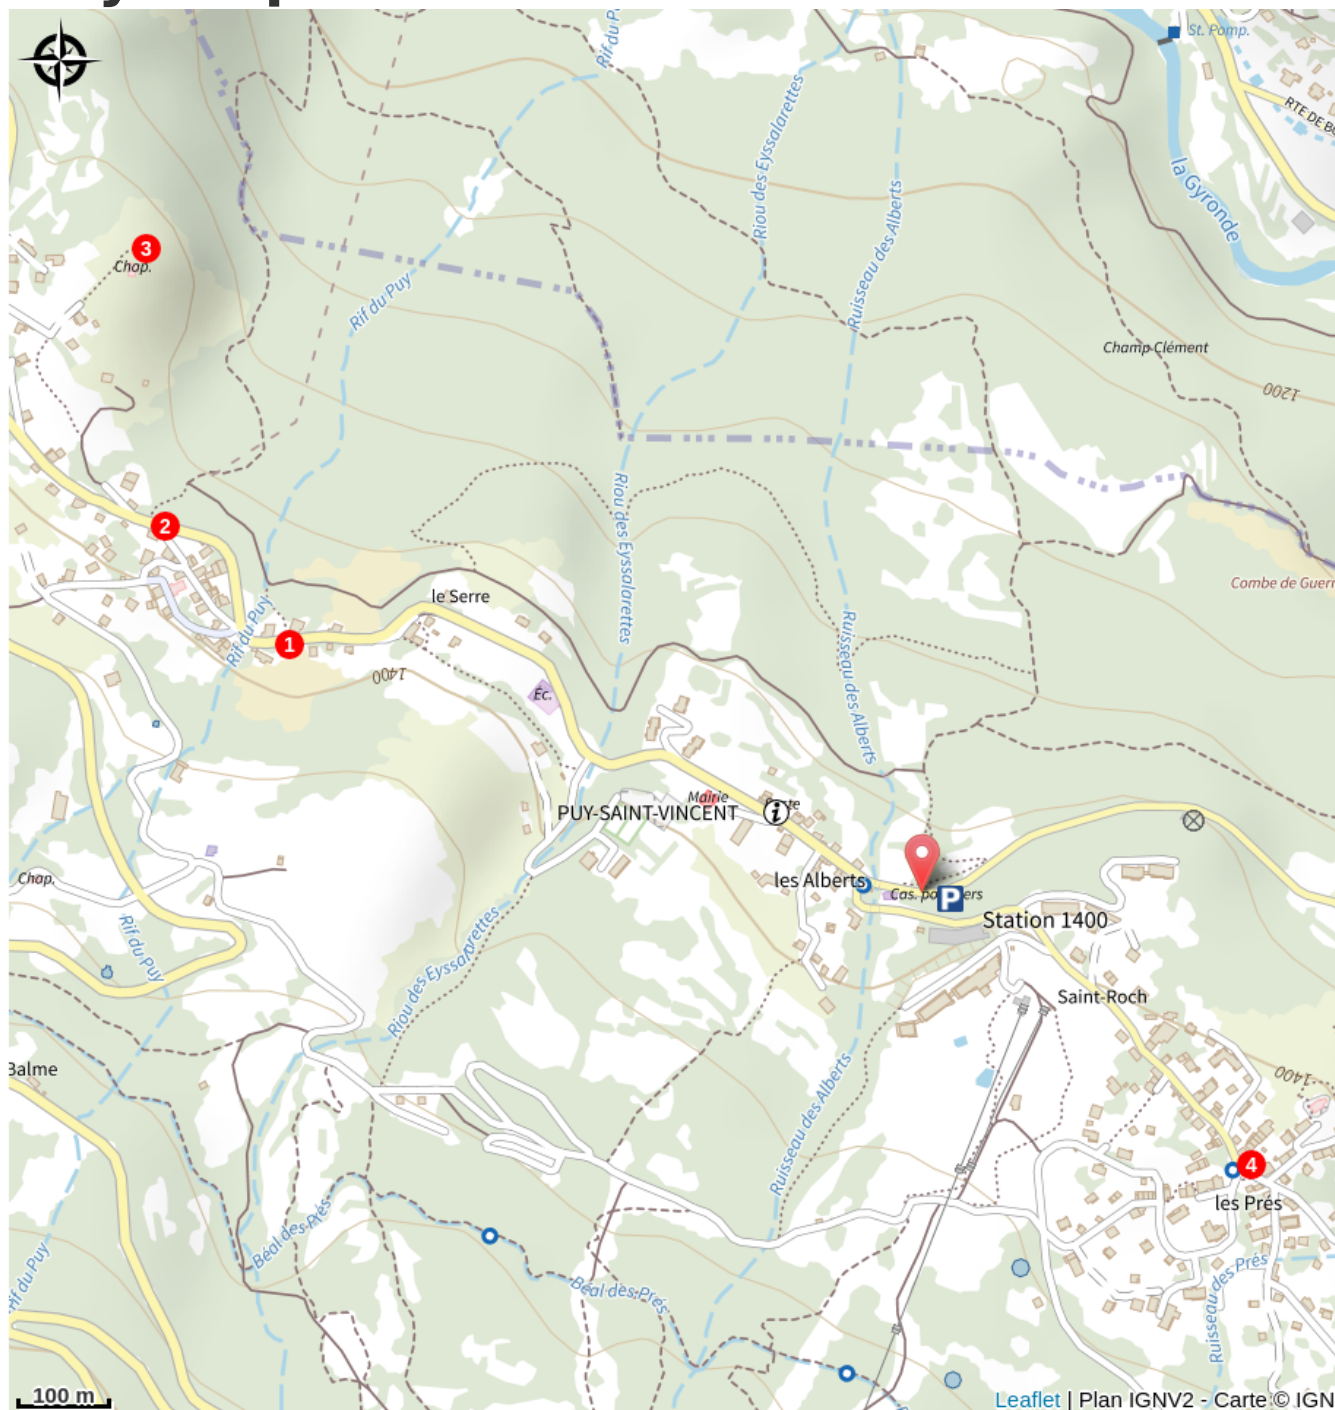 Rif du P
St. Pomp.
RTE DE B
Riou des Eyssalarettes
Ruisseau des Alberts
la Gyronde
3
Chap.
Rif du Puy
Champ Clément
1200
Riou des Eyssalarettes
2
Combe de Guerr
le Serre
Rif du Puy
1
1400
Ruisseau des Alberts
Éc.
Mairie
PUY-SAINT-VINCENT
i
les Alberts
Chap.
P
Station 1400
Rif du Puy
Riou des Eyssalarettes
Saint-Roch
Balme
1400
Ruisseau des Alberts
4
les Prés
Béal des Prés
Rif du Puy
Béal des Prés
Ruisseau des Prés
100 m
Leaflet | Plan IGNV2 - Carte © IGN